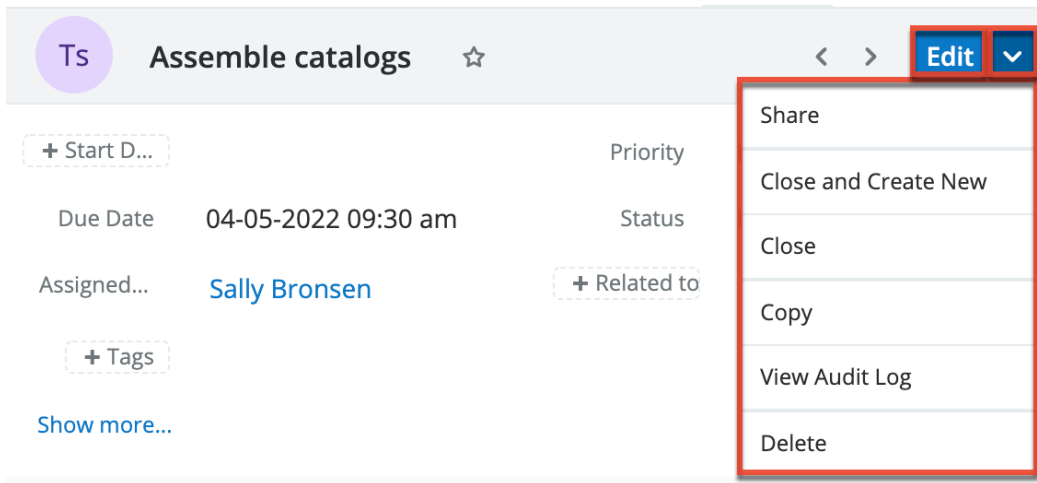 Ts
Assemble catalogs
Edit
Share
+ Start D...
Priority
Close and Create New
Due Date 04-05-2022 09:30 am
Status
Close
Assigned... Sally Bronsen
+ Related to
Copy
+ Tags
View Audit Log
Show more...
Delete